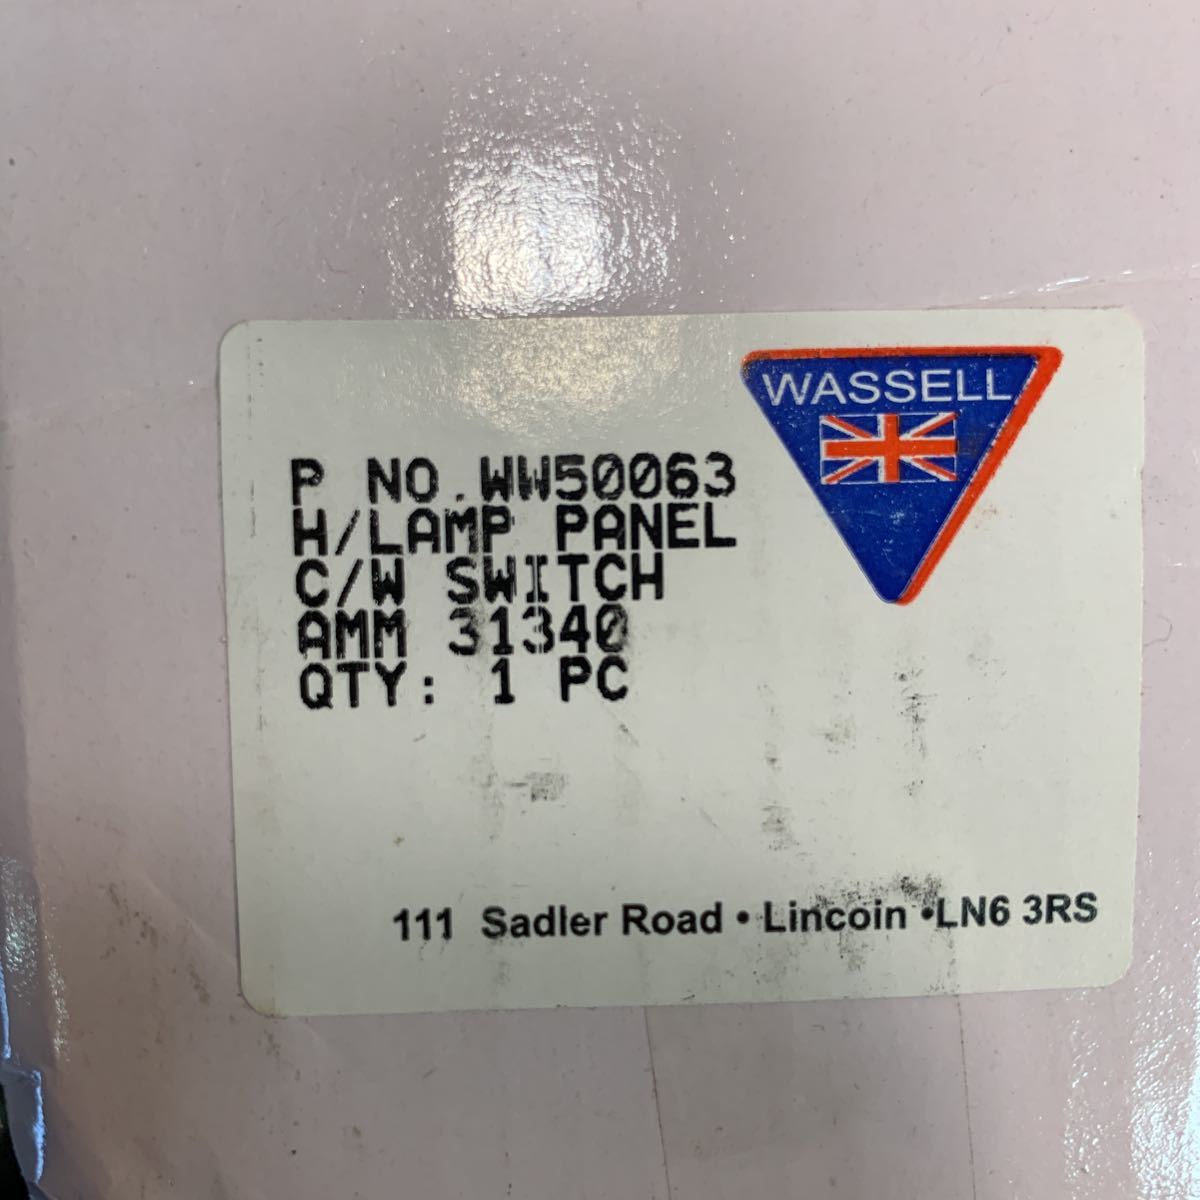 WASSELL
P NO.WW50063
H/LAMP PANEL
C/W SWITCH
AMM 31340
QTY: 1 PC
111 Sadler Road • Lincoin •LN6 3RS